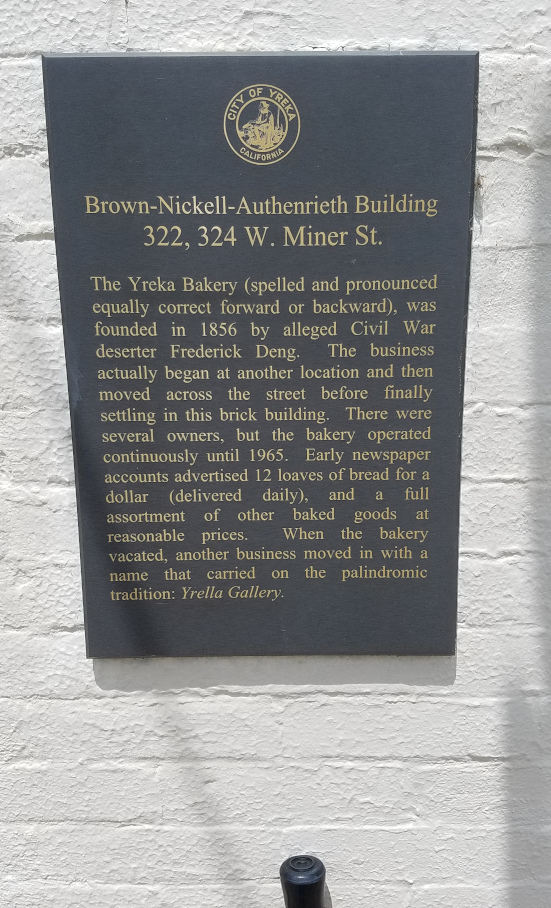 CITY OF YREKA
CALIFORNIA
Brown-Nickell-Authenrieth Building
322, 324 W. Miner St.
The Yreka Bakery (spelled and pronounced
equally correct forward or backward), was
founded in 1856 by alleged Civil War
deserter Frederick Deng. The business
actually began at another location and then
moved across the street before finally
settling in this brick building. There were
several owners, but the bakery operated
continuously until 1965. Early newspaper
accounts advertised 12 loaves of bread for a
dollar (delivered daily), and a full
assortment of other baked goods at
reasonable prices. When the bakery
vacated, another business moved in with a
name that carried on the palindromic
tradition: Yrella Gallery.